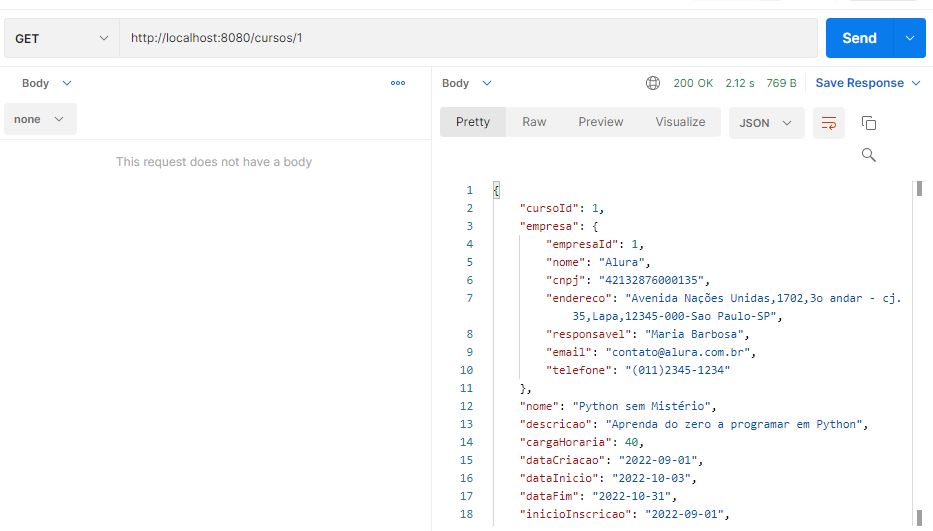 GET
http://localhost:8080/cursos/1
Send
Body
none
This request does not have a body
Body
200 OK 2.12 s 769 B
Save Response
Pretty Raw Preview Visualize JSON
1 {
2 "cursoId": 1,
3 "empresa": {
4 "empresaId": 1,
5 "nome": "Alura",
6 "cnpj": "42132876000135",
7 "endereco": "Avenida Nações Unidas,1702,3o andar - cj.
35,Lapa,12345-000-Sao Paulo-SP",
8 "responsavel": "Maria Barbosa",
9 "email": "contato@alura.com.br",
10 "telefone": "(011)2345-1234"
11 },
12 "nome": "Python sem Mistério",
13 "descricao": "Aprenda do zero a programar em Python",
14 "cargaHoraria": 40,
15 "dataCriacao": "2022-09-01",
16 "dataInicio": "2022-10-03",
17 "dataFim": "2022-10-31",
18 "inicioInscricao": "2022-09-01",